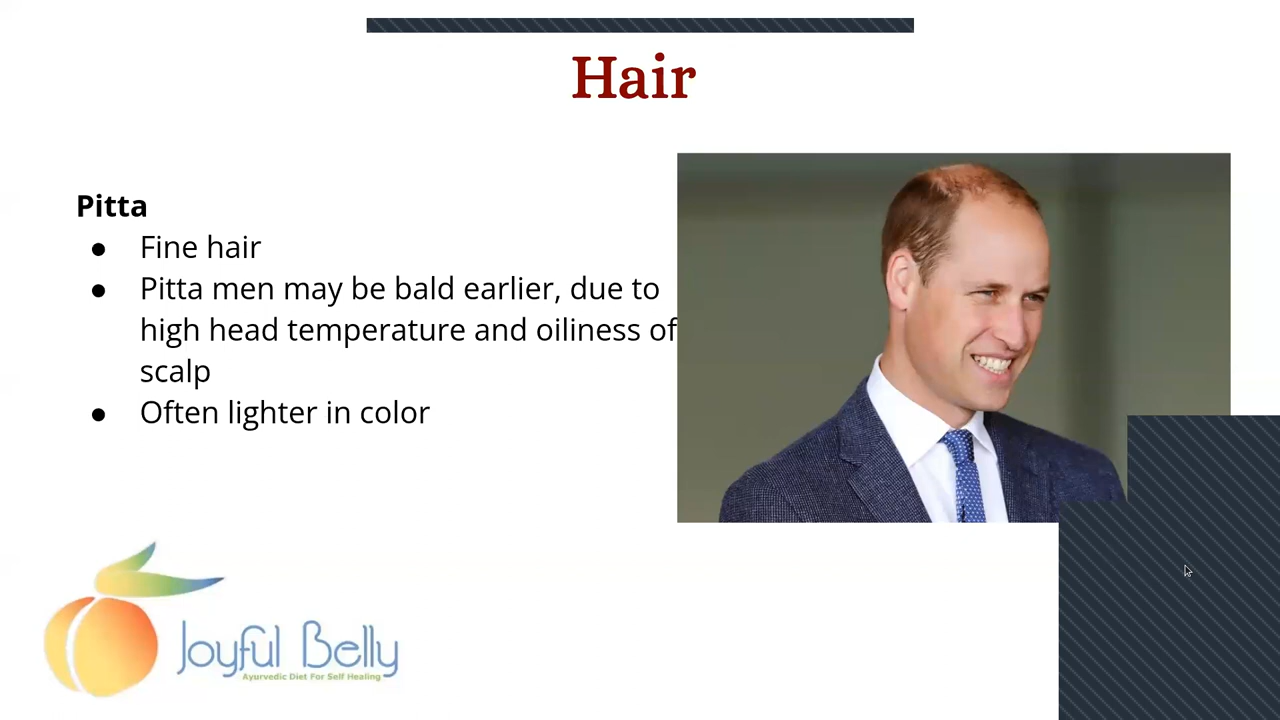 Hair
Pitta
● Fine hair
● Pitta men may be bald earlier, due to
high head temperature and oiliness of
scalp
● Often lighter in color
Joyful Belly
Ayurvedic Diet For Self Healing